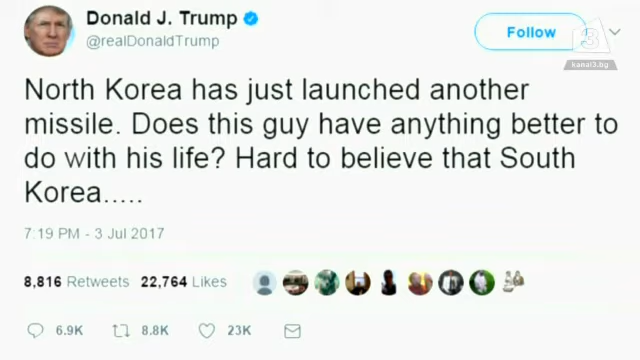 Donald J. Trump
@realDonaldTrump
Follow
3
kanal3.bg
North Korea has just launched another
missile. Does this guy have anything better to
do with his life? Hard to believe that South
Korea.....
7:19 PM - 3 Jul 2017
8,816 Retweets 22,764 Likes
6.9K 8.8K 23K